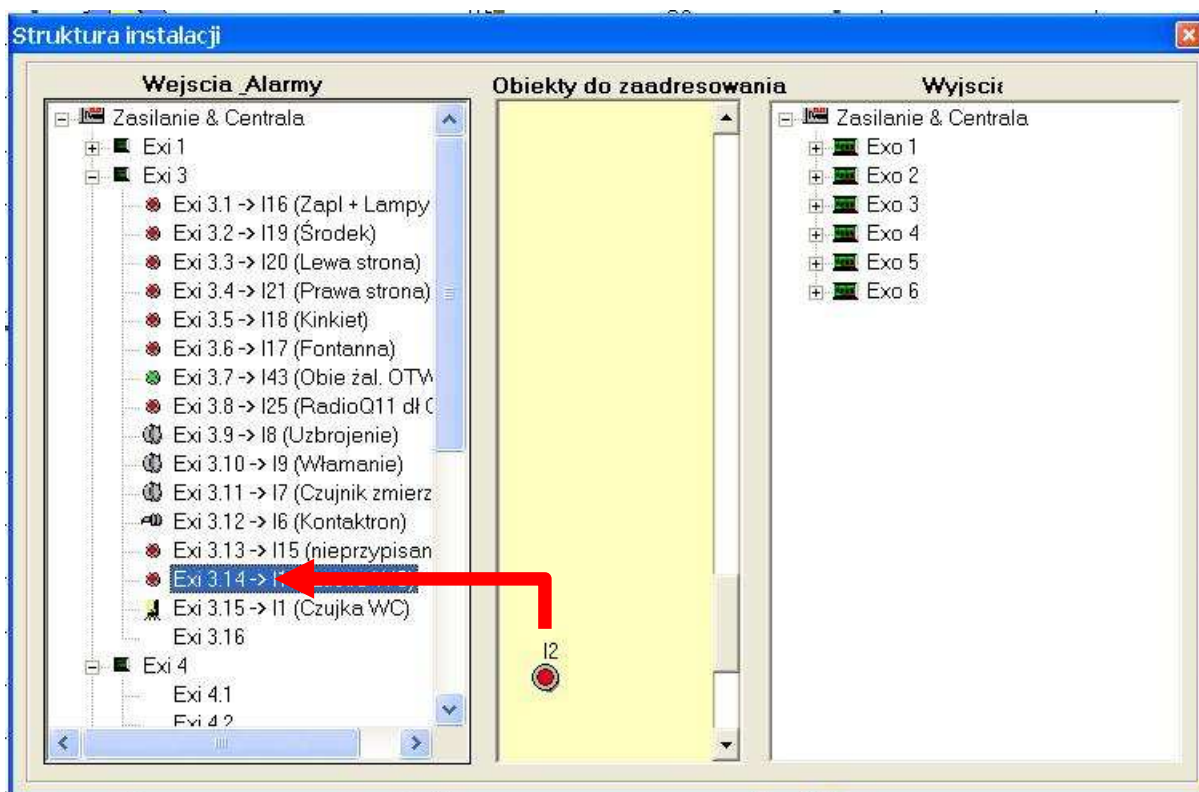 Struktura instalacji
Wejscia _Alarmy
Zasilanie & Centrala
Exi 1
Exi 3
Exi 3.1 -> I16 (Zapl + Lampy
Exi 3.2 -> I19 (Środek)
Exi 3.3 -> I20 (Lewa strona)
Exi 3.4 -> I21 (Prawa strona)
Exi 3.5 -> I18 (Kinkiet)
Exi 3.6 -> I17 (Fontanna)
Exi 3.7 -> I43 (Obie żal. OTW
Exi 3.8 -> I25 (RadioQ11 dł
Exi 3.9 -> I8 (Uzbrojenie)
Exi 3.10 -> I9 (Włamanie)
Exi 3.11 -> I7 (Czujnik zmierz
Exi 3.12 -> I6 (Kontaktron)
Exi 3.13 -> I15 (nieprzypisan
Exi 3.14 ->
Exi 3.15 -> I1 (Czujka WC)
Exi 3.16
Exi 4
Exi 4.1
Exi 4.2
Obiekty do zaadresowania
I2
Wyjsci
Zasilanie & Centrala
Exo 1
Exo 2
Exo 3
Exo 4
Exo 5
Exo 6